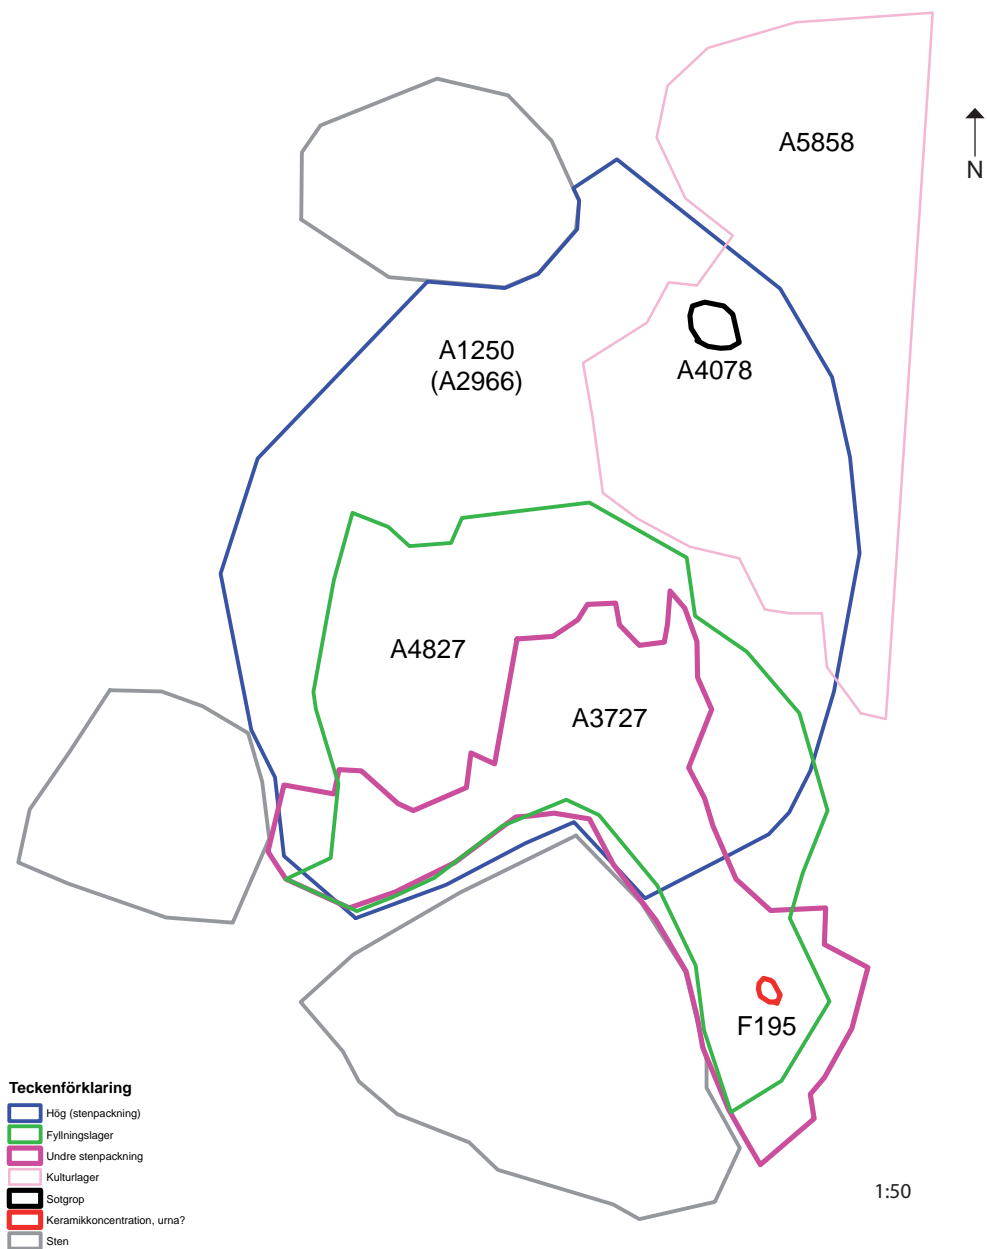 A5858
N
A1250
(A2966)
A4078
A4827
A3727
F195
Teckenförklaring
Hög (stenpackning)
Fyllningslager
Undre stenpackning
Kulturlager
Sotgrop
Keramikkoncentration, urna?
Sten
1:50